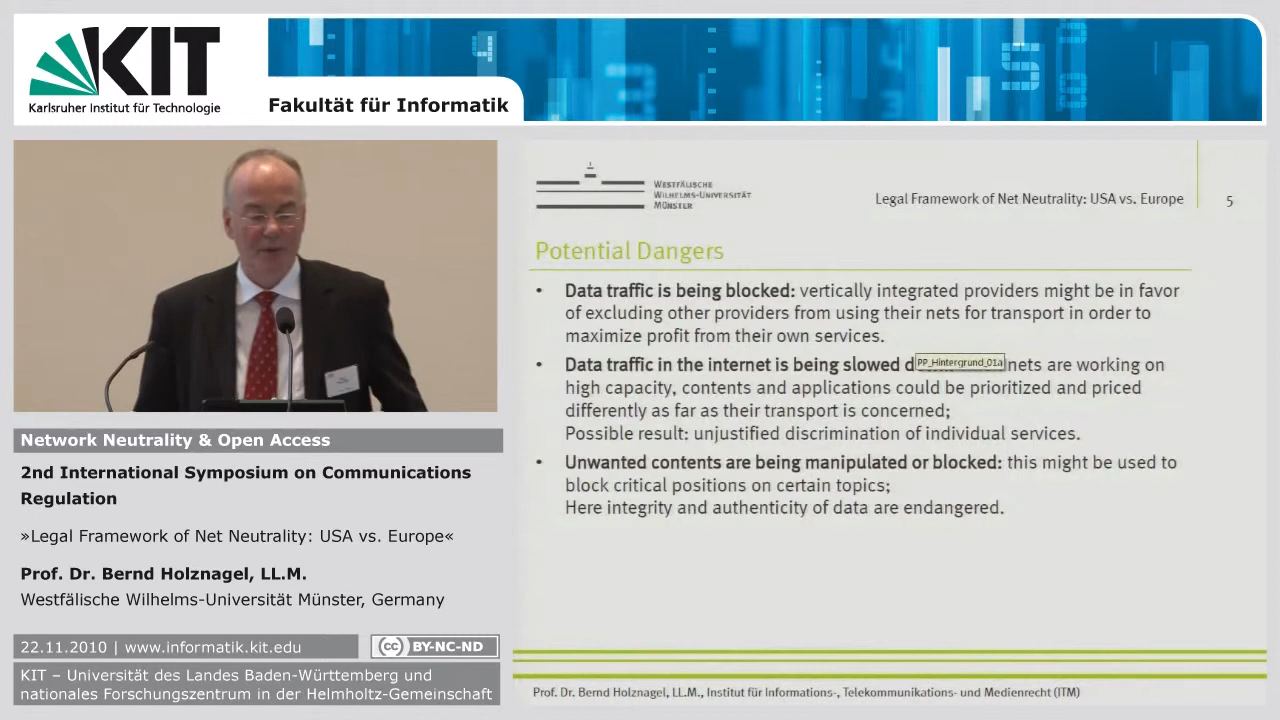 KIT
Karlsruher Institut für Technologie
Fakultät für Informatik
WESTFÄLISCHE
WILHELMS-UNIVERSITÄT
MÜNSTER
Legal Framework of Net Neutrality: USA vs. Europe
5
Potential Dangers
• Data traffic is being blocked: vertically integrated providers might be in favor
of excluding other providers from using their nets for transport in order to
maximize profit from their own services.
• Data traffic in the internet is being slowed d PP_Hintergrund_01a nets are working on
high capacity, contents and applications could be prioritized and priced
differently as far as their transport is concerned;
Possible result: unjustified discrimination of individual services.
• Unwanted contents are being manipulated or blocked: this might be used to
block critical positions on certain topics;
Here integrity and authenticity of data are endangered.
Prof. Dr. Bernd Holznagel, LL.M., Institut für Informations-, Telekommunikations- und Medienrecht (ITM)
Network Neutrality & Open Access
2nd International Symposium on Communications
Regulation
»Legal Framework of Net Neutrality: USA vs. Europe«
Prof. Dr. Bernd Holznagel, LL.M.
Westfälische Wilhelms-Universität Münster, Germany
22.11.2010 | www.informatik.kit.edu
cc BY-NC-ND
KIT – Universität des Landes Baden-Württemberg und
nationales Forschungszentrum in der Helmholtz-Gemeinschaft